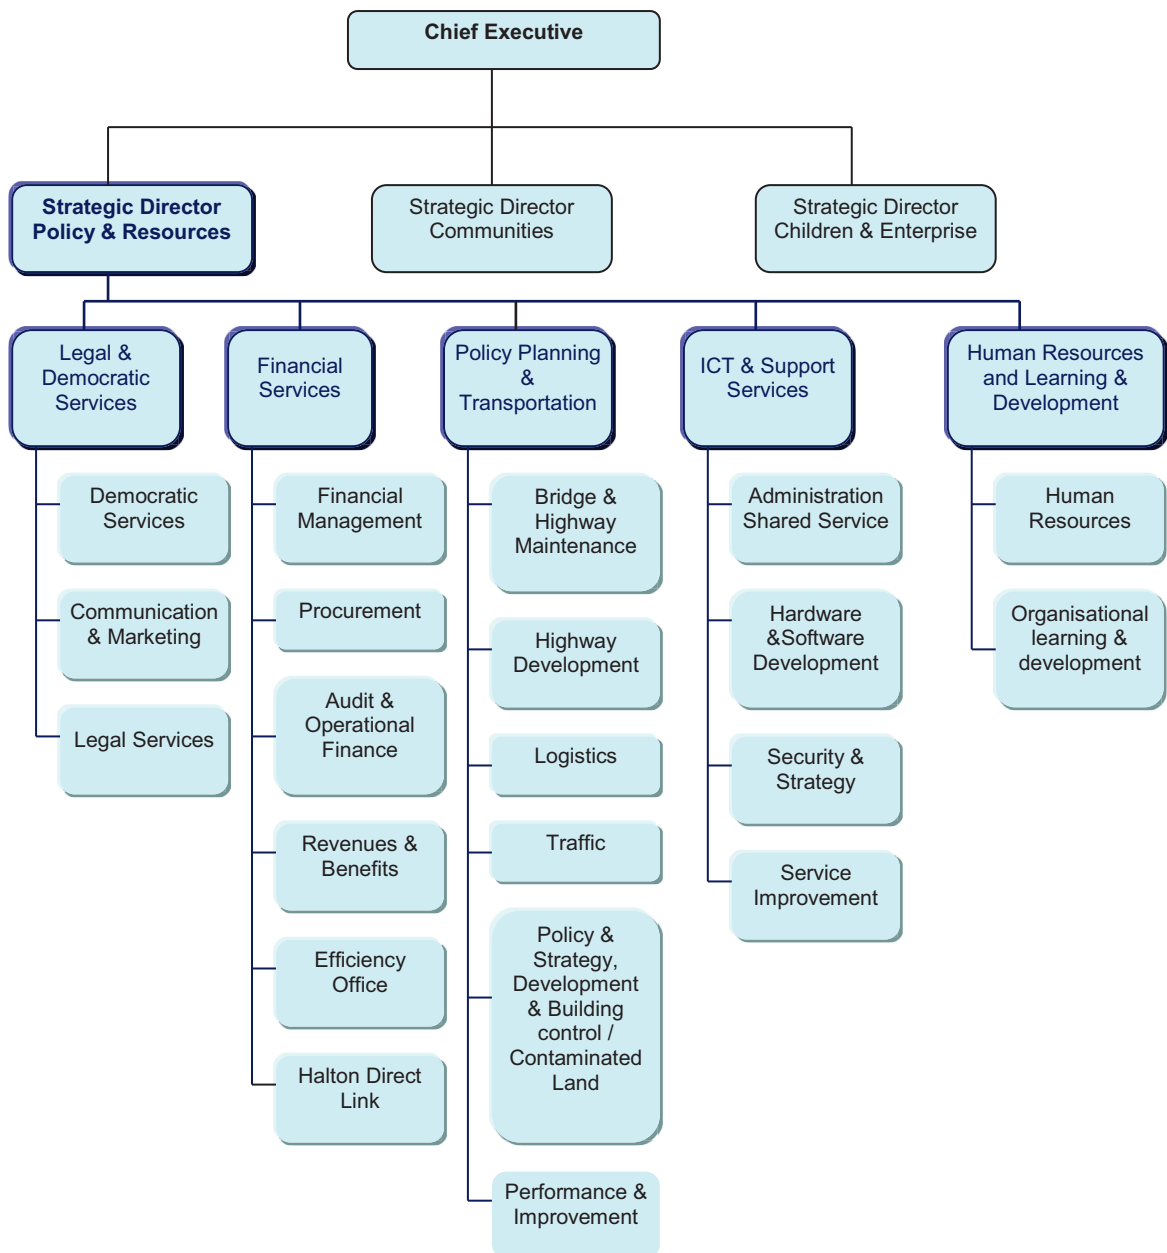 Chief Executive
Strategic Director
Policy & Resources
Strategic Director
Communities
Strategic Director
Children & Enterprise
Legal &
Democratic
Services
Financial
Services
Policy Planning
&
Transportation
ICT & Support
Services
Human Resources
and Learning &
Development
Democratic
Services
Communication
& Marketing
Legal Services
Financial
Management
Procurement
Audit &
Operational
Finance
Revenues &
Benefits
Efficiency
Office
Halton Direct
Link
Bridge &
Highway
Maintenance
Highway
Development
Logistics
Traffic
Policy &
Strategy,
Development
& Building
control /
Contaminated
Land
Performance &
Improvement
Administration
Shared Service
Hardware
&Software
Development
Security &
Strategy
Service
Improvement
Human
Resources
Organisational
learning &
development